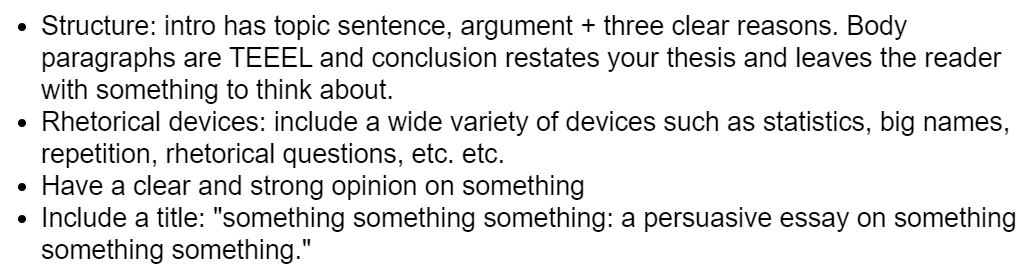 • Structure: intro has topic sentence, argument + three clear reasons. Body
paragraphs are TEEEL and conclusion restates your thesis and leaves the reader
with something to think about.
• Rhetorical devices: include a wide variety of devices such as statistics, big names,
repetition, rhetorical questions, etc. etc.
• Have a clear and strong opinion on something
• Include a title: "something something something: a persuasive essay on something
something something."